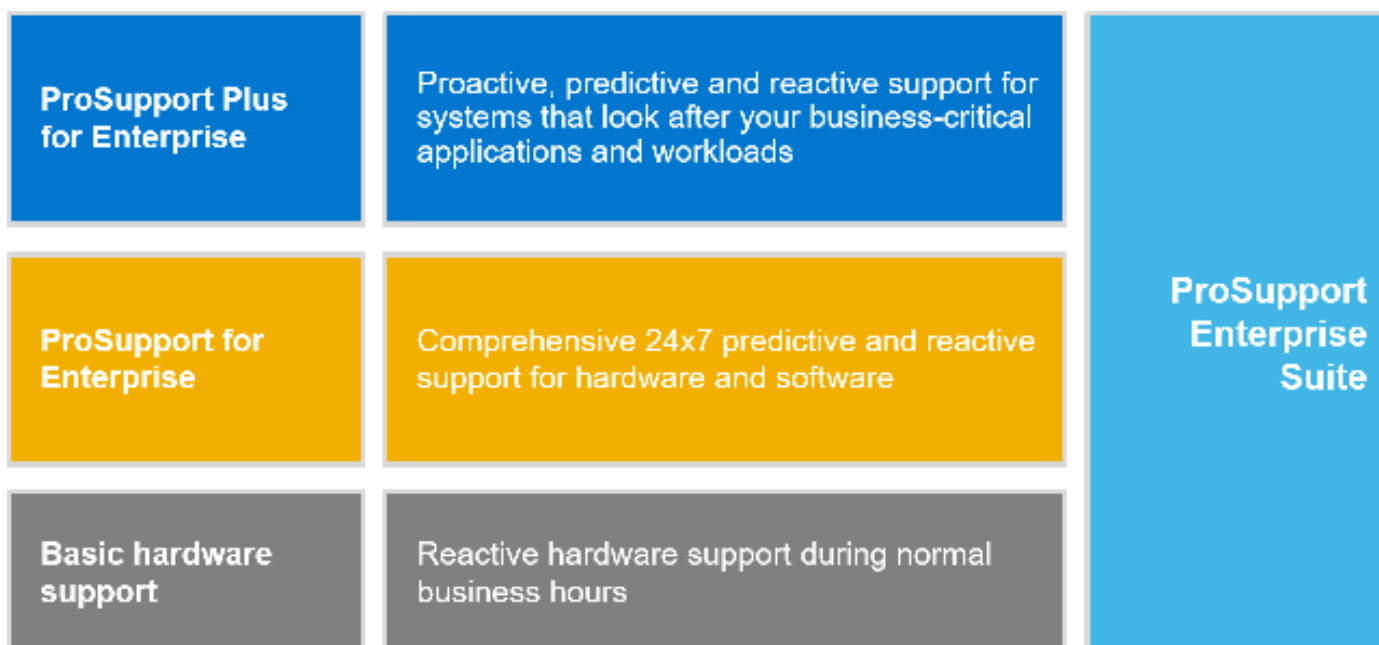 ProSupport Plus
for Enterprise
Proactive, predictive and reactive support for
systems that look after your business-critical
applications and workloads
ProSupport for
Enterprise
Comprehensive 24x7 predictive and reactive
support for hardware and software
Basic hardware
support
Reactive hardware support during normal
business hours
ProSupport
Enterprise
Suite